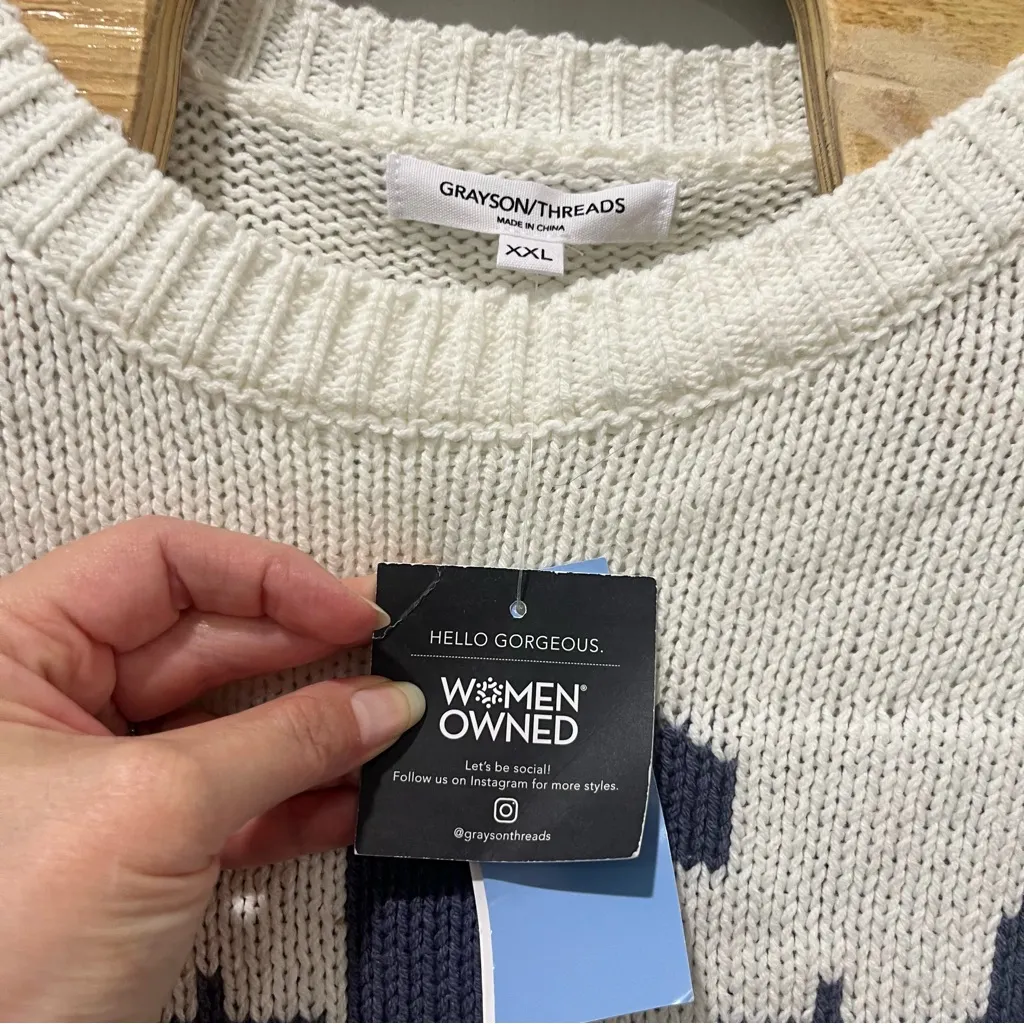 GRAYSON/THREADS
MADE IN CHINA
XXL
HELLO GORGEOUS.
WOMEN®
OWNED
Let's be social!
Follow us on Instagram for more styles.
@graysonthreads